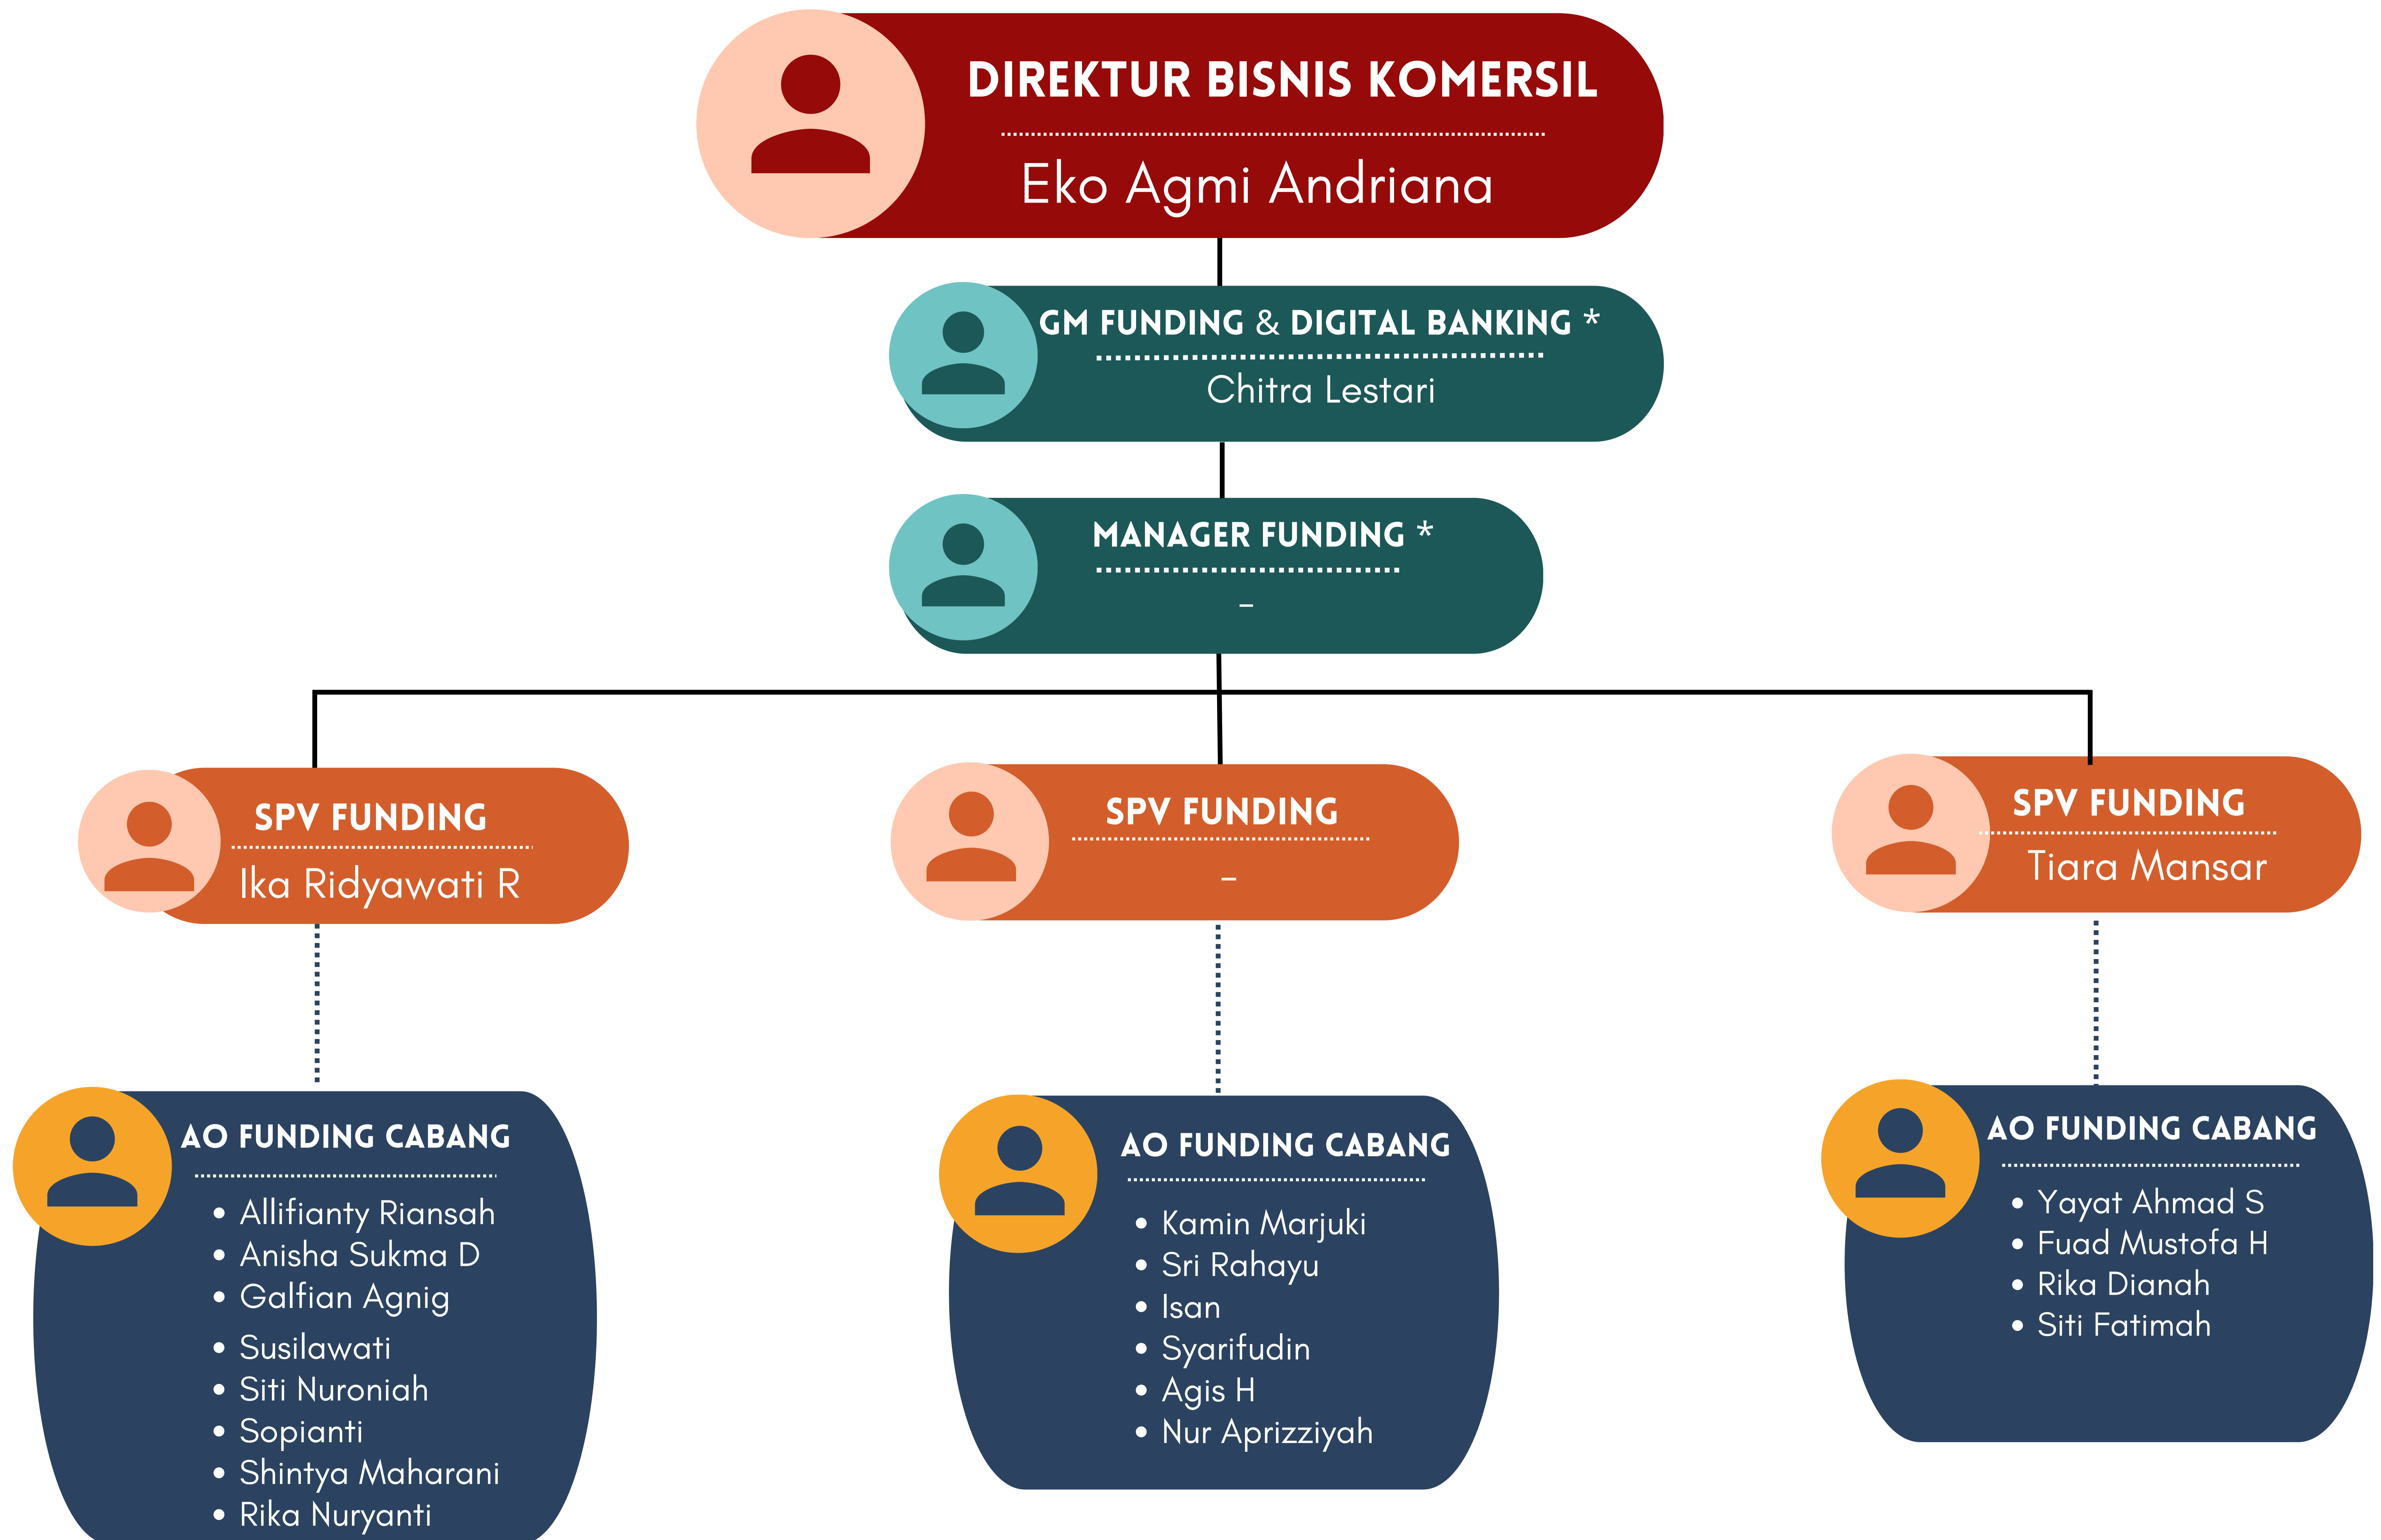 DIREKTUR BISNIS KOMERSIL
Eko Agmi Andriana
GM FUNDING & DIGITAL BANKING *
Chitra Lestari
MANAGER FUNDING *
-
SPV FUNDING
Ika Ridyawati R
SPV FUNDING
-
SPV FUNDING
Tiara Mansar
AO FUNDING CABANG
• Allifianty Riansah
• Anisha Sukma D
• Galfian Agnig
• Susilawati
• Siti Nuroniah
• Sopianti
• Shintya Maharani
• Rika Nuryanti
AO FUNDING CABANG
• Kamin Marjuki
• Sri Rahayu
• Isan
• Syarifudin
• Agis H
• Nur Aprizziyah
AO FUNDING CABANG
• Yayat Ahmad S
• Fuad Mustofa H
• Rika Dianah
• Siti Fatimah